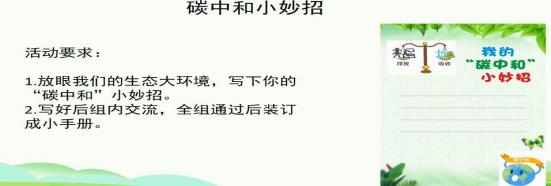 碳中和小妙招
活动要求：
1.放眼我们的生态大环境，写下你的
“碳中和”小妙招。
2.写好后组内交流，全组通过后装订
成小手册。
我的
“碳中和”
小妙招
排放
吸收